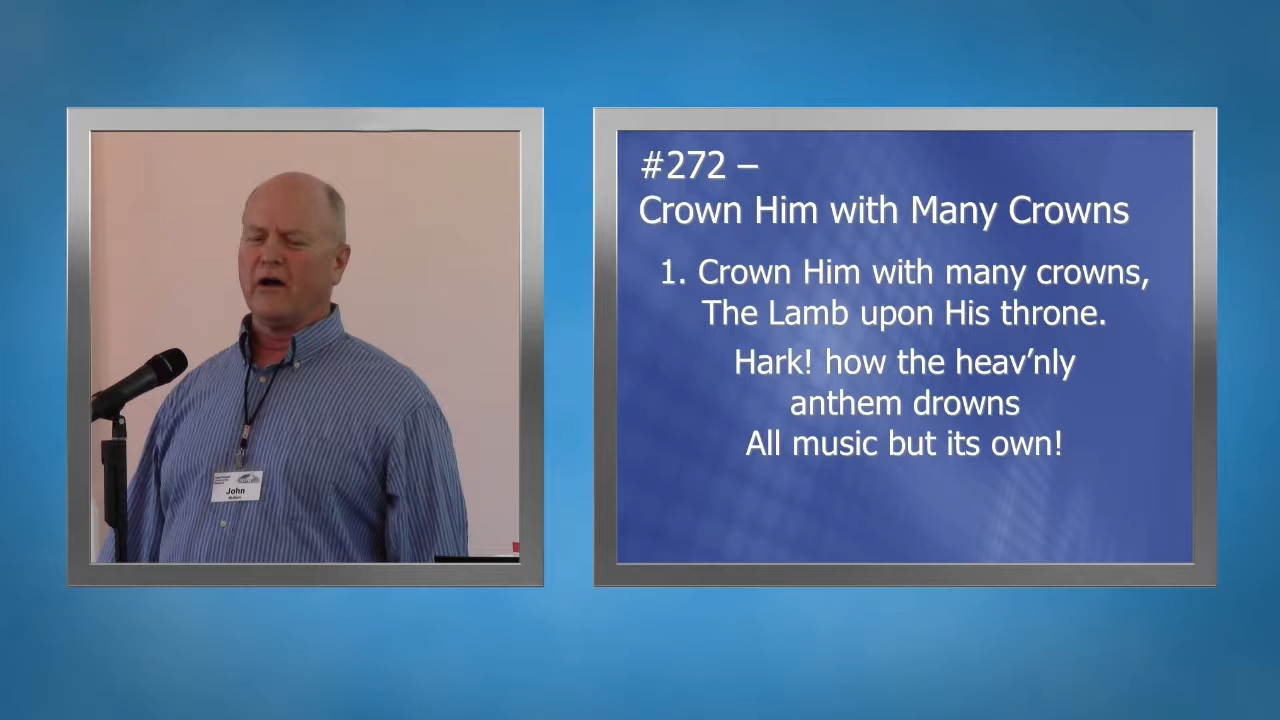 John
#272 –
Crown Him with Many Crowns
1. Crown Him with many crowns,
The Lamb upon His throne.
Hark! how the heav’nly
anthem drowns
All music but its own!